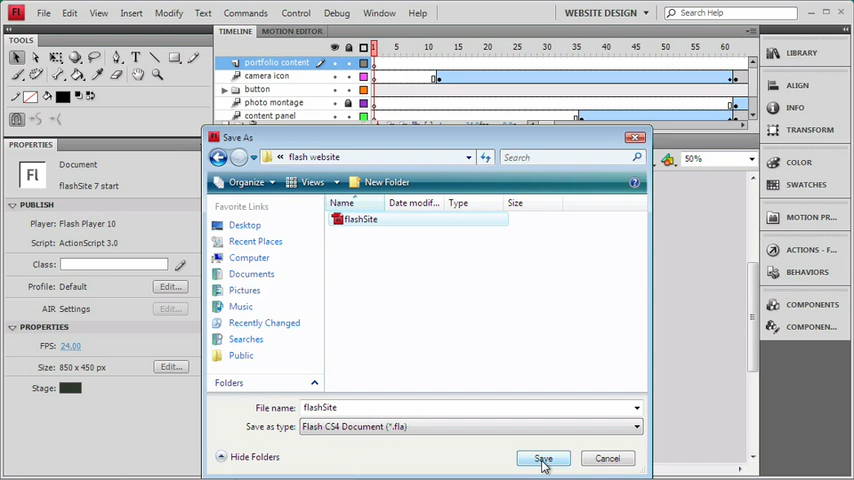 Fl File Edit View Insert Modify Text Commands Control Debug Window Help WEBSITE DESIGN Search Help
TOOLS
TIMELINE MOTION EDITOR
1 5 10 15 20 25 30 35 40 45 50 55 60
portfolio content
camera icon
button
photo montage
content panel
LIBRARY
ALIGN
INFO
TRANSFORM
COLOR
SWATCHES
MOTION PR...
ACTIONS - F...
BEHAVIORS
COMPONENTS
COMPONEN...
50%
PROPERTIES
Fl
Document
flashSite 7 start
PUBLISH
Player: Flash Player 10
Script: ActionScript 3.0
Class:
Profile: Default Edit...
AIR Settings Edit...
PROPERTIES
FPS: 24.00
Size: 850 x 450 px Edit...
Stage:
Save As
flash website Search
Organize Views New Folder
Favorite Links
Desktop
Recent Places
Computer
Documents
Pictures
Music
Recently Changed
Searches
Public
Folders
Name Date modif... Type Size
flashSite
File name: flashSite
Save as type: Flash CS4 Document (*.fla)
Hide Folders Save Cancel